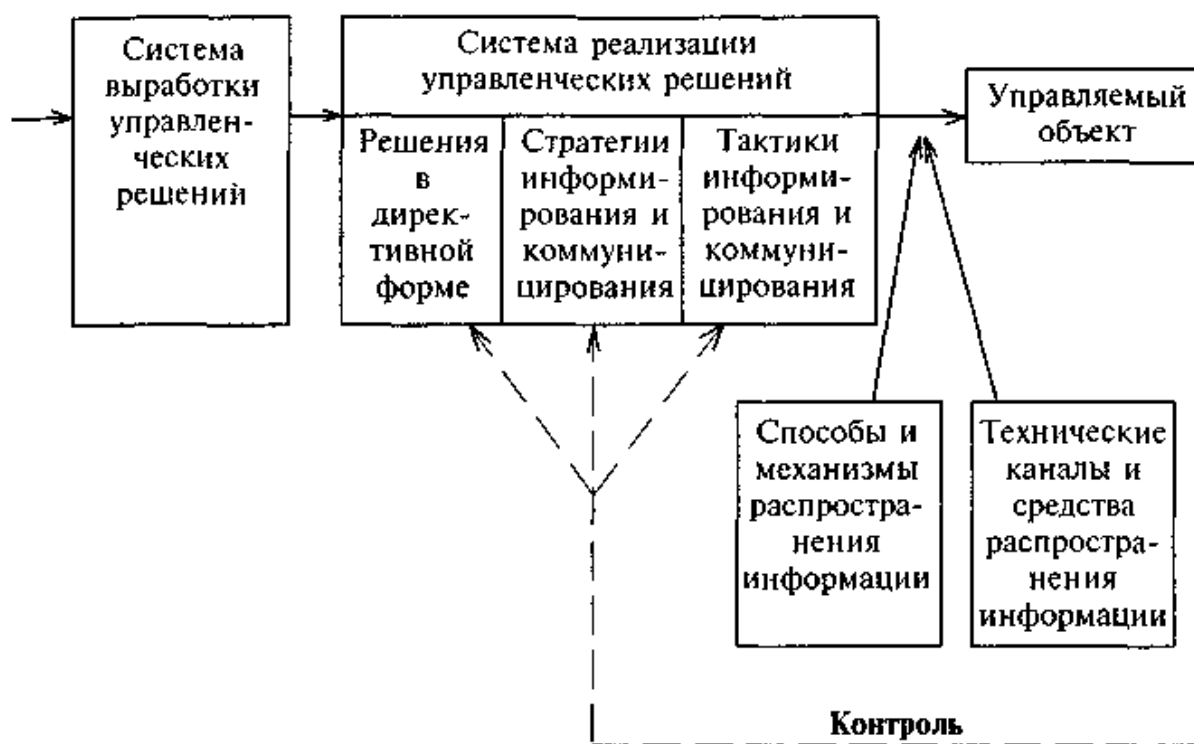 Система
выработки
управлен-
ческих
решений
Система реализации
управленческих решений
Решения
в
дирек-
тивной
форме
Стратегии
информи-
рования и
коммуни-
цирования
Тактики
информи-
рования и
коммуни-
цирования
Управляемый
объект
Способы и
механизмы
распростра-
нения
информации
Технические
каналы и
средства
распростра-
нения
информации
Контроль